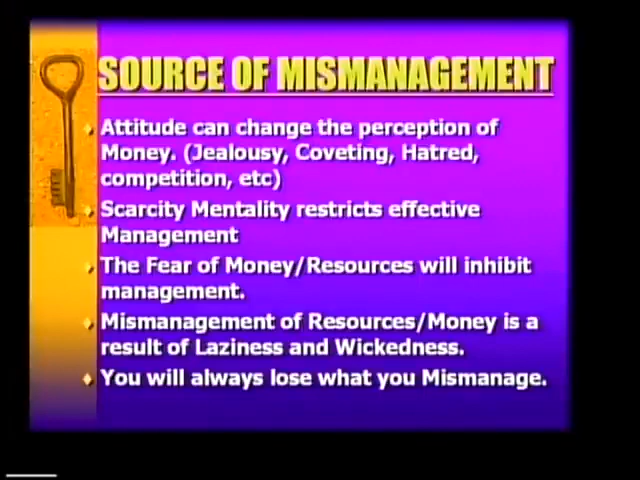 SOURCE OF MISMANAGEMENT
Attitude can change the perception of
Money. (Jealousy, Coveting, Hatred,
competition, etc)
Scarcity Mentality restricts effective
Management
The Fear of Money/Resources will inhibit
management.
Mismanagement of Resources/Money is a
result of Laziness and Wickedness.
You will always lose what you Mismanage.